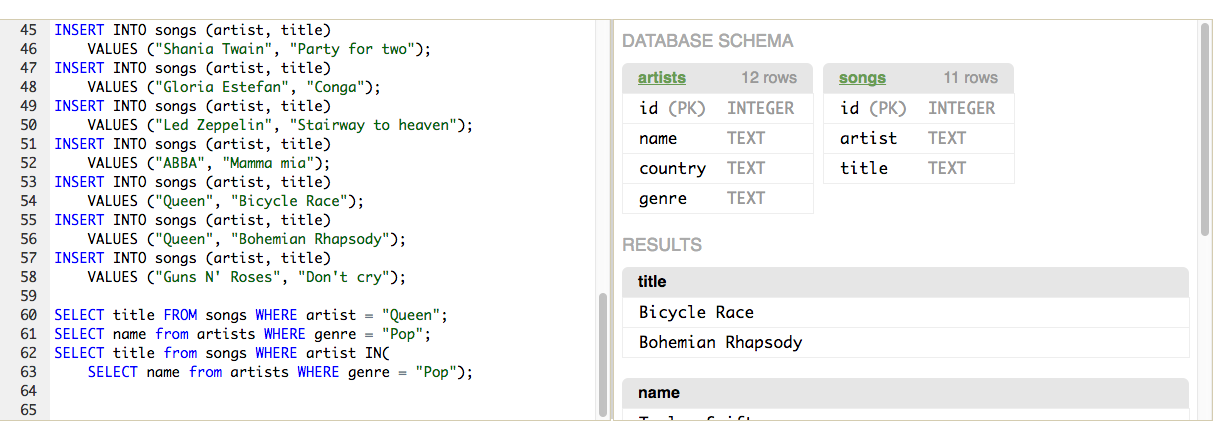 45 INSERT INTO songs (artist, title)
46     VALUES ("Shania Twain", "Party for two");
47 INSERT INTO songs (artist, title)
48     VALUES ("Gloria Estefan", "Conga");
49 INSERT INTO songs (artist, title)
50     VALUES ("Led Zeppelin", "Stairway to heaven");
51 INSERT INTO songs (artist, title)
52     VALUES ("ABBA", "Mamma mia");
53 INSERT INTO songs (artist, title)
54     VALUES ("Queen", "Bicycle Race");
55 INSERT INTO songs (artist, title)
56     VALUES ("Queen", "Bohemian Rhapsody");
57 INSERT INTO songs (artist, title)
58     VALUES ("Guns N' Roses", "Don't cry");
59
60 SELECT title FROM songs WHERE artist = "Queen";
61 SELECT name from artists WHERE genre = "Pop";
62 SELECT title from songs WHERE artist IN(
63     SELECT name from artists WHERE genre = "Pop");
64
65
DATABASE SCHEMA
artists 12 rows
id (PK) INTEGER
name TEXT
country TEXT
genre TEXT
songs 11 rows
id (PK) INTEGER
artist TEXT
title TEXT
RESULTS
title
Bicycle Race
Bohemian Rhapsody
name